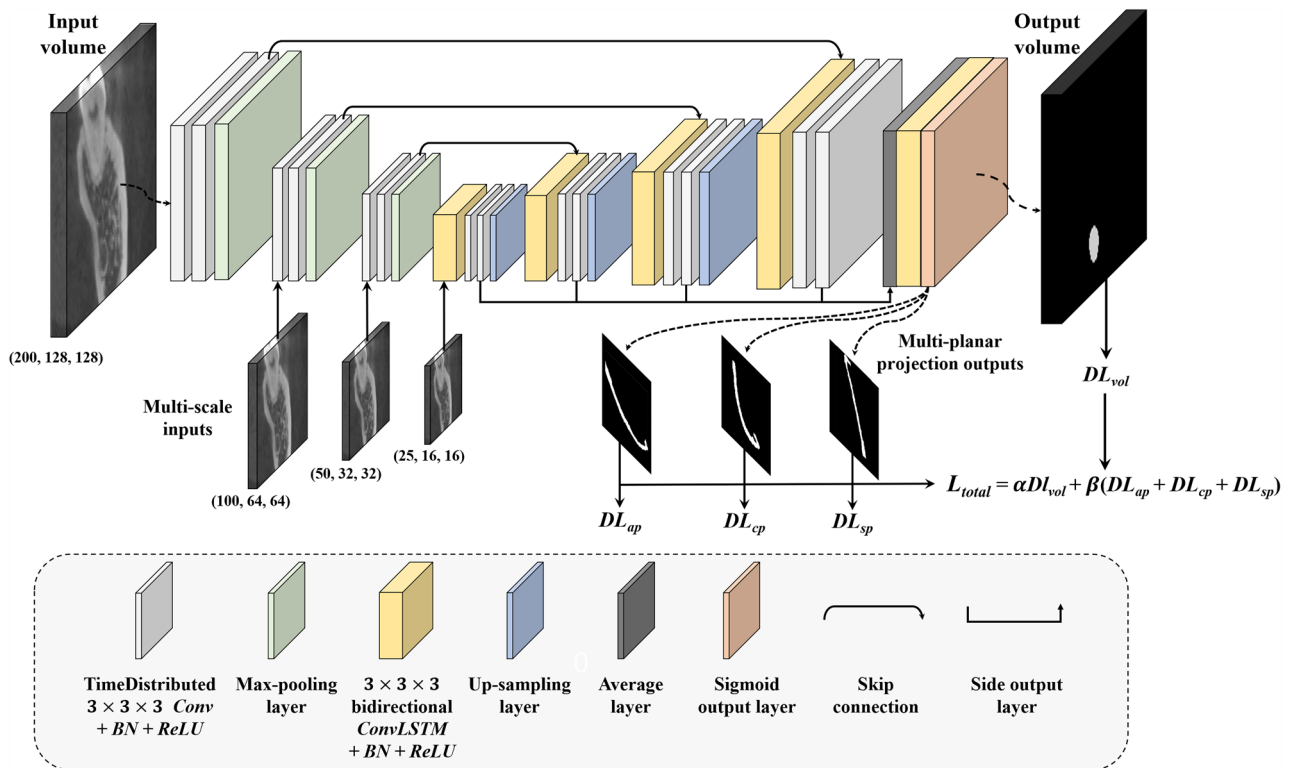 Input
volume
Output
volume
(200, 128, 128)
Multi-scale
inputs
(100, 64, 64)
(50, 32, 32)
(25, 16, 16)
Multi-planar
projection outputs
DL_vol
L_total = αDl_vol + β(DL_ap + DL_cp + DL_sp)
DL_ap
DL_cp
DL_sp
0
TimeDistributed
3 × 3 × 3 Conv
+ BN + ReLU
Max-pooling
layer
3 × 3 × 3
bidirectional
ConvLSTM
+ BN + ReLU
Up-sampling
layer
Average
layer
Sigmoid
output layer
Skip
connection
Side output
layer